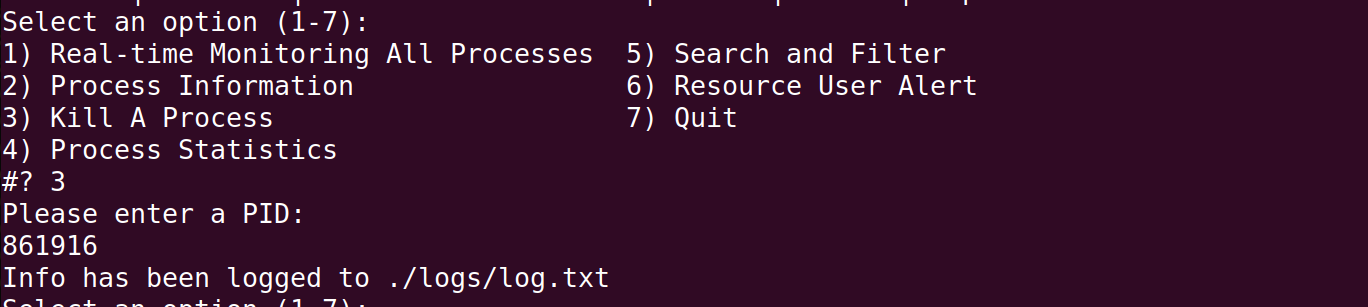 Select an option (1-7):
1) Real-time Monitoring All Processes  5) Search and Filter
2) Process Information                 6) Resource User Alert
3) Kill A Process                      7) Quit
4) Process Statistics
#? 3
Please enter a PID:
861916
Info has been logged to ./logs/log.txt
Select an option (1-7):